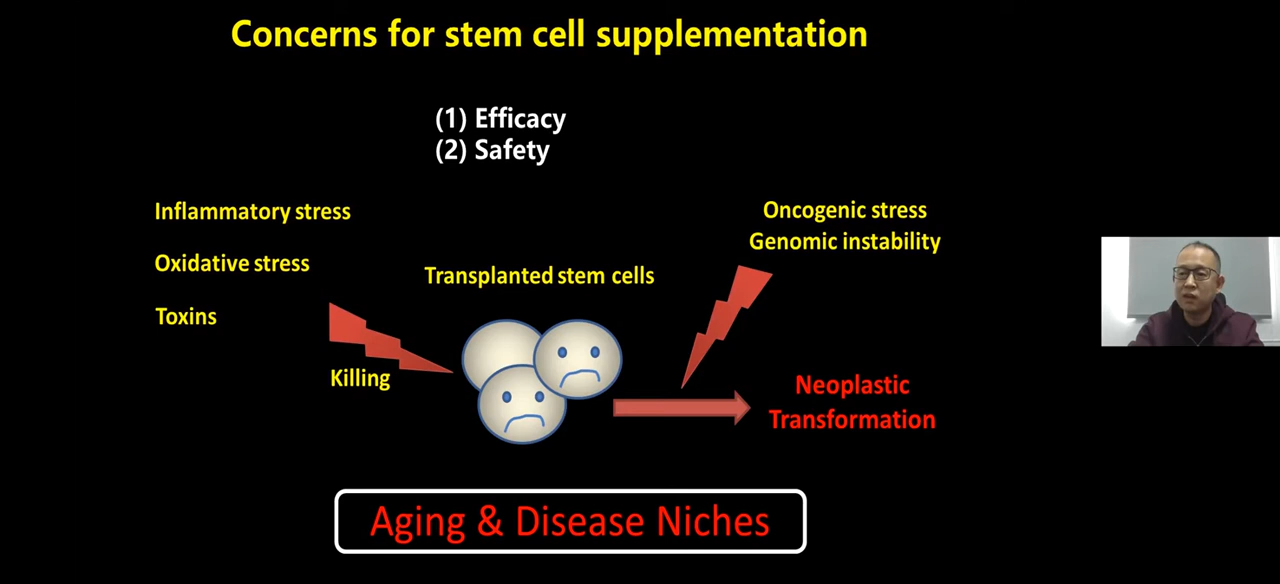 Concerns for stem cell supplementation
(1) Efficacy
(2) Safety
Inflammatory stress
Oxidative stress
Toxins
Killing
Transplanted stem cells
Oncogenic stress
Genomic instability
Neoplastic
Transformation
Aging & Disease Niches